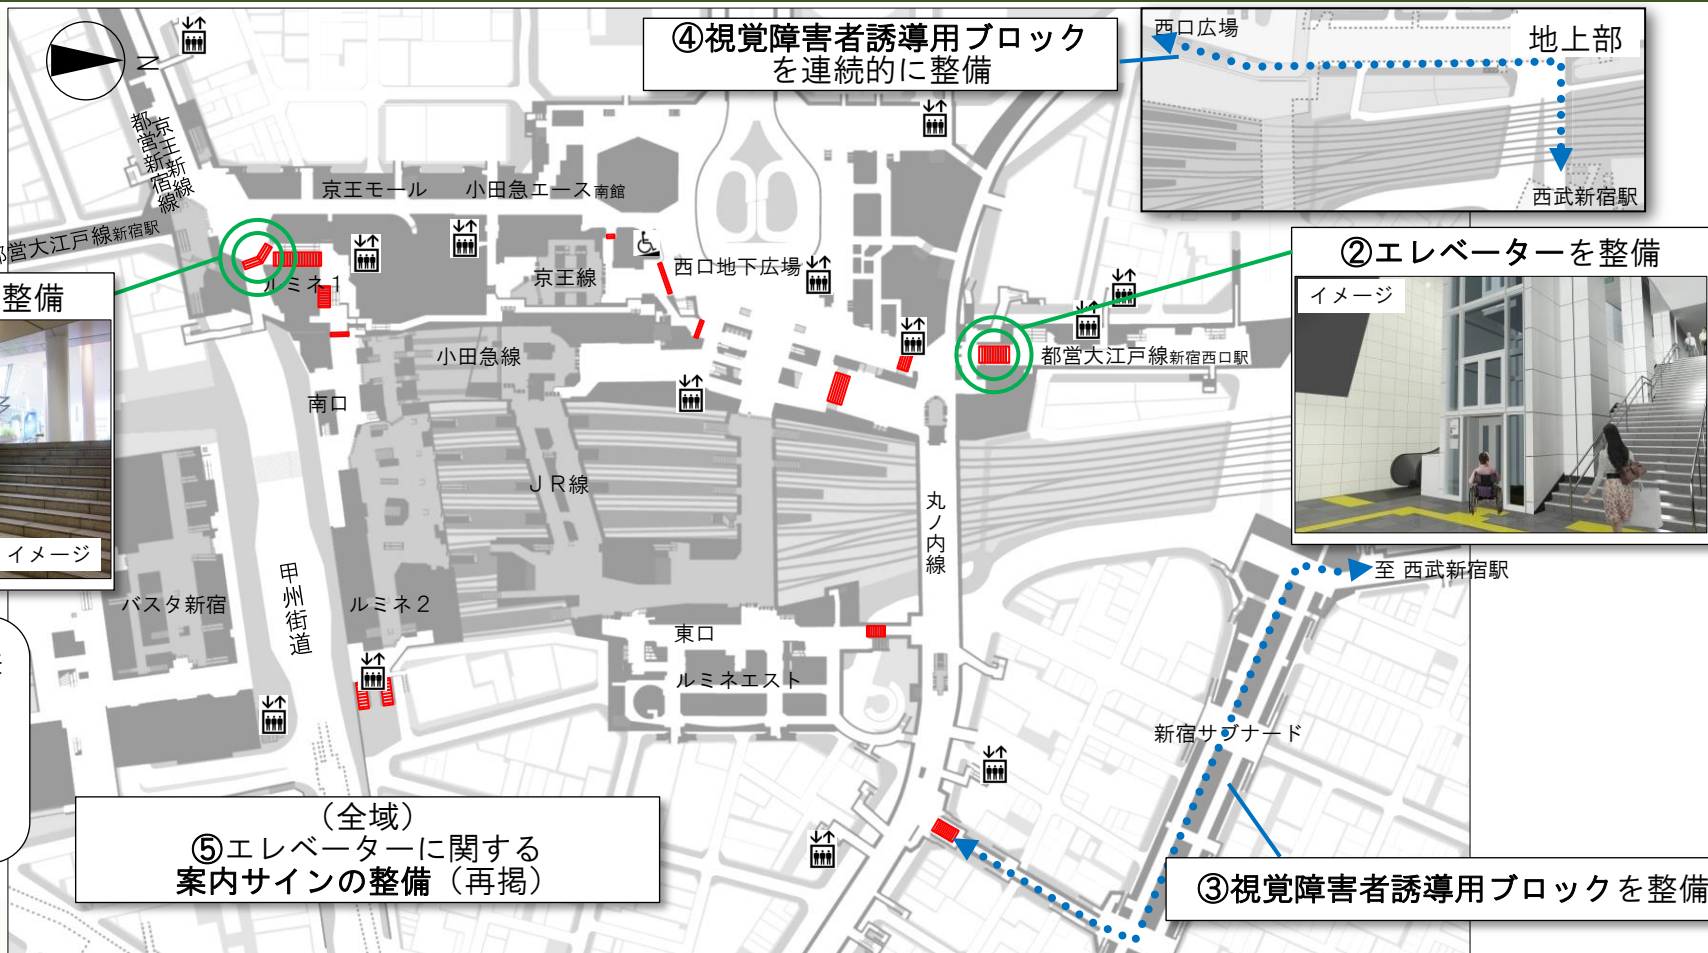 ④視覚障害者誘導用ブロック
を連続的に整備
西口広場
地上部
西武新宿駅
N
京王新線
都営新宿線
都営大江戸線新宿駅
京王モール
小田急エース南館
整備
イメージ
ルミネ1
京王線
西口地下広場
小田急線
都営大江戸線新宿西口駅
②エレベーターを整備
イメージ
南口
JR線
丸ノ内線
至 西武新宿駅
バスタ新宿
甲州街道
ルミネ2
東口
ルミネエスト
新宿サブナード
(全域)
⑤エレベーターに関する
案内サインの整備(再掲)
③視覚障害者誘導用ブロックを整備